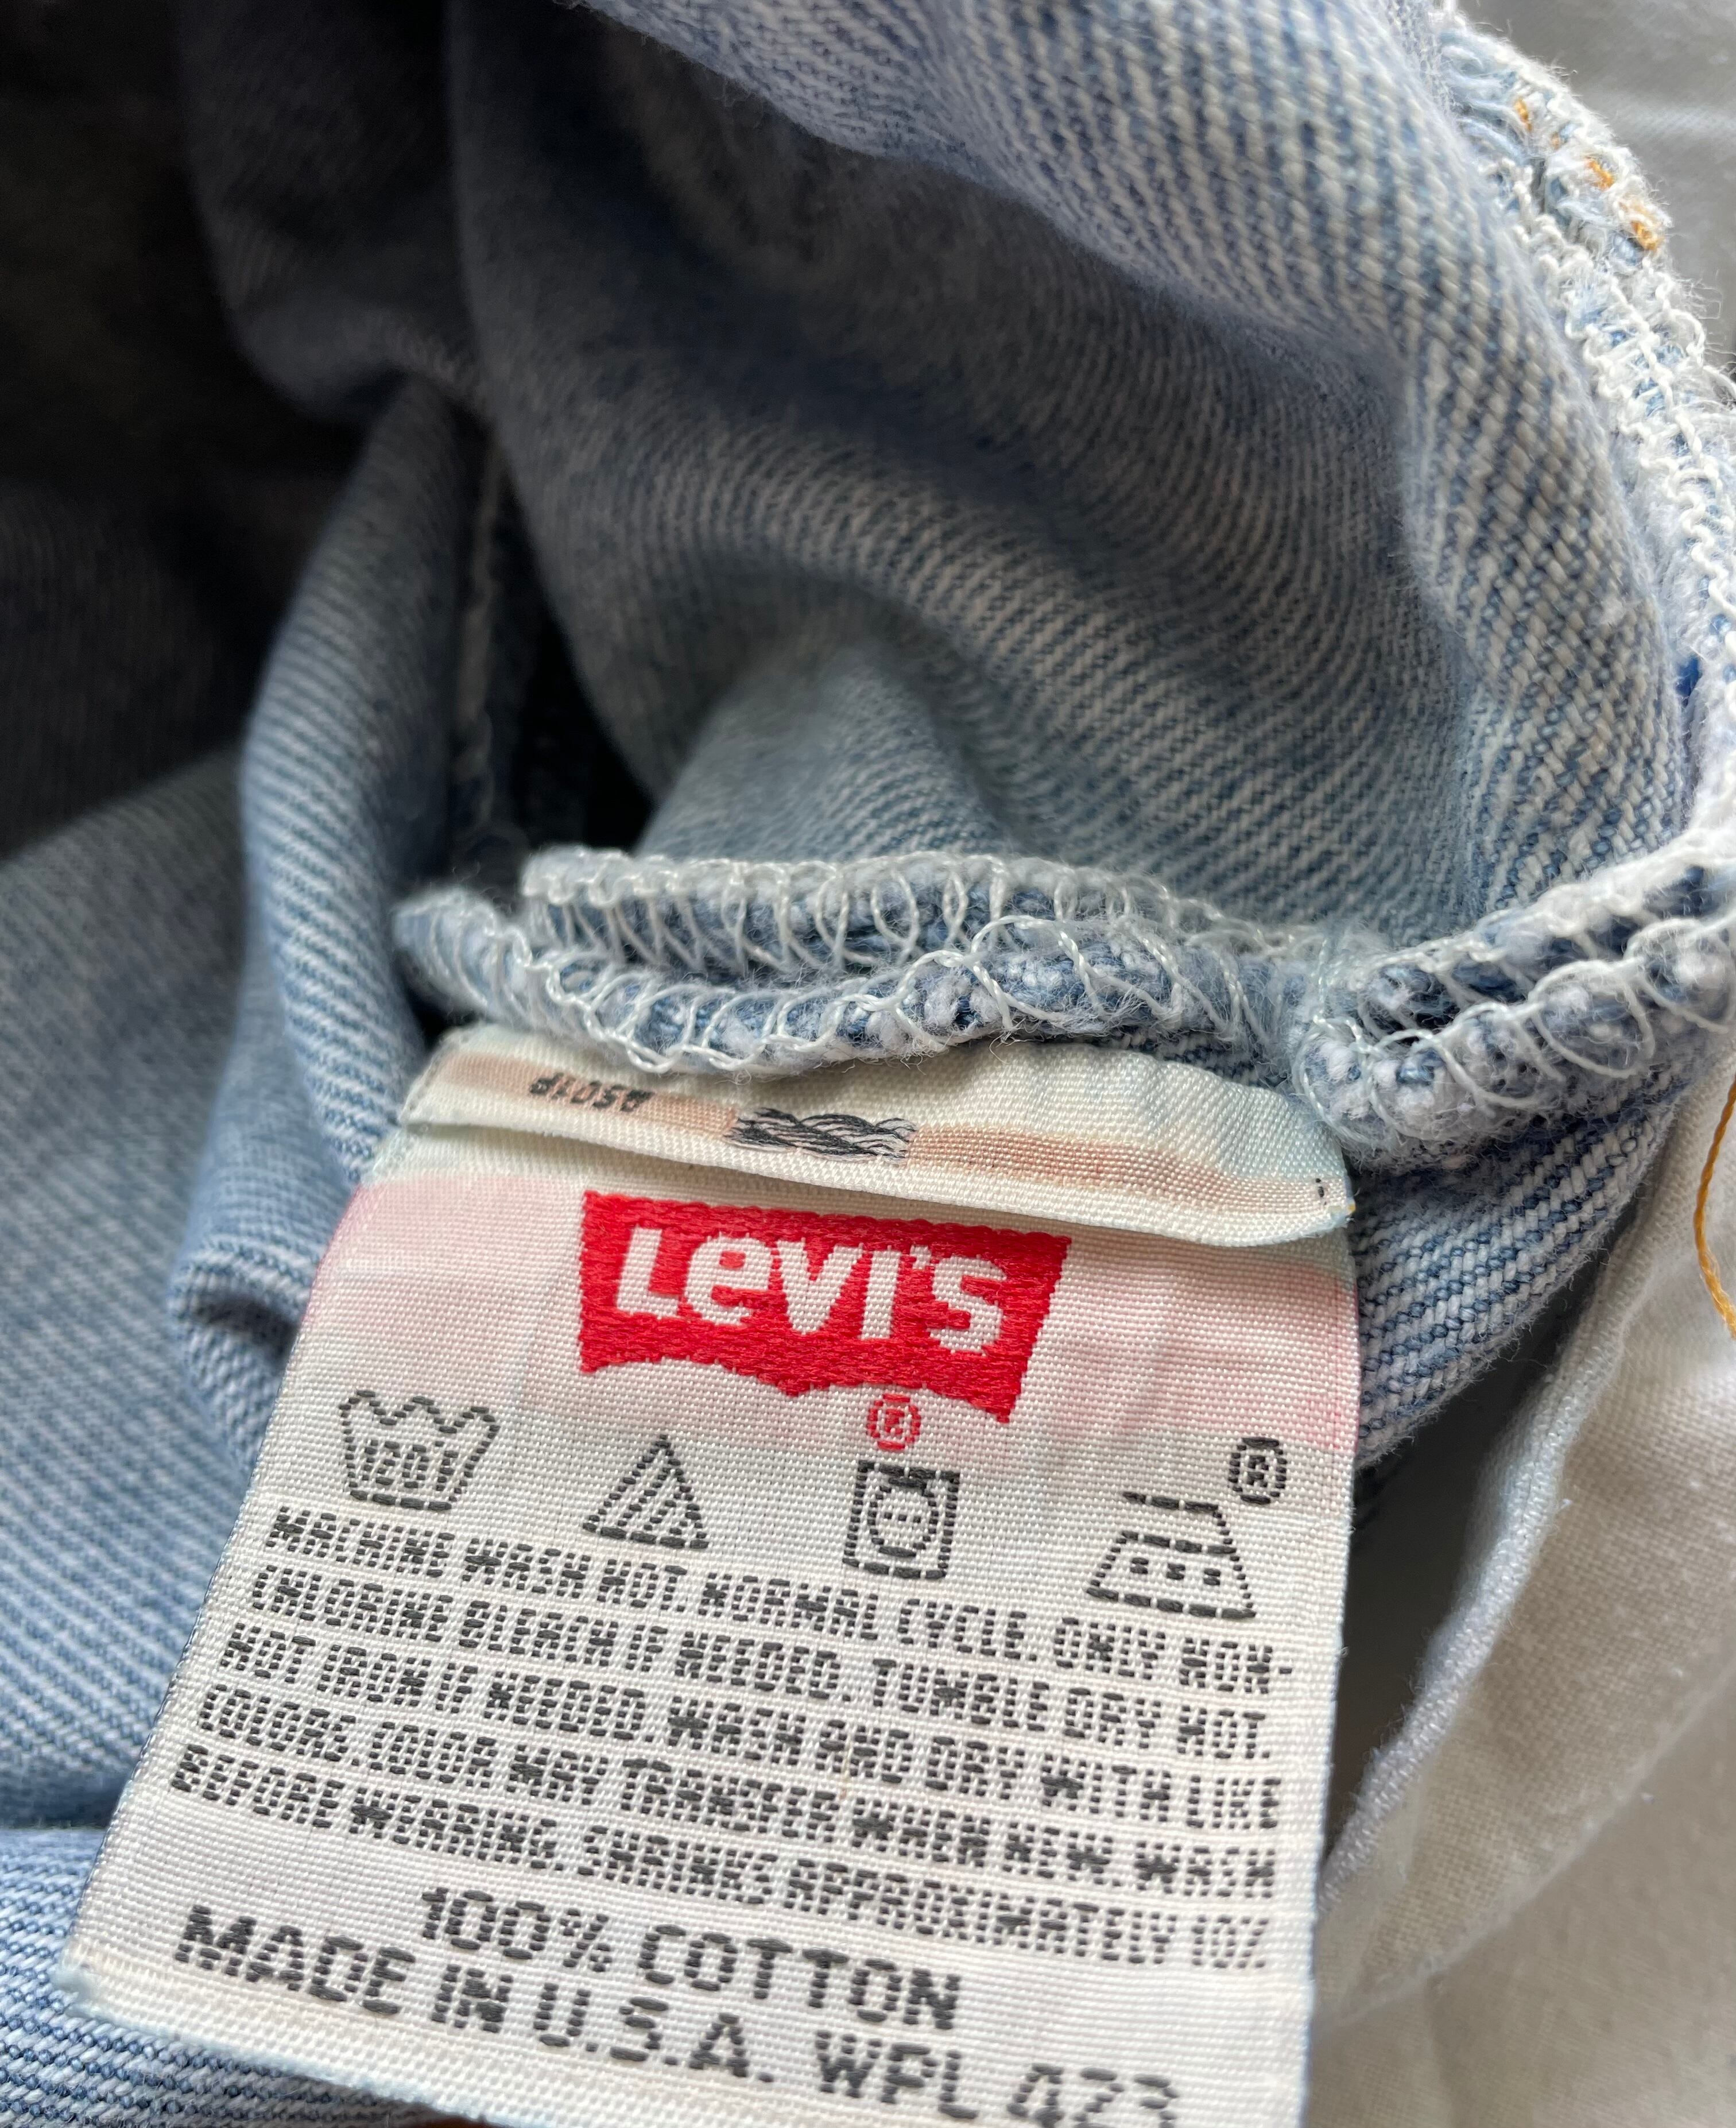 LEVI'S
®
120F
®
MACHINE WASH HOT. NORMAL CYCLE. ONLY NON-
CHLORINE BLEACH IF NEEDED. TUMBLE DRY HOT.
HOT IRON IF NEEDED. WASH AND DRY WITH LIKE
COLORS. COLOR MAY TRANSFER WHEN NEW. WASH
BEFORE WEARING. SHRINKS APPROXIMATELY 10%
100% COTTON
MADE IN U.S.A. WPL 423